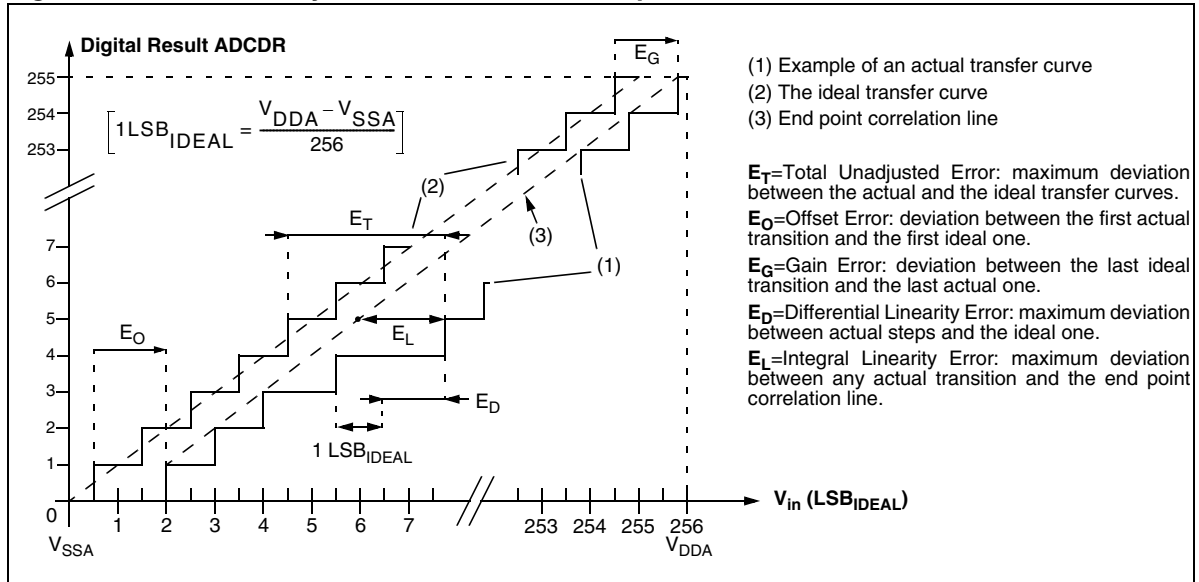 Digital Result ADCDR
255
254
253
7
6
5
4
3
2
1
0
[1LSB_IDEAL = (V_DDA − V_SSA) / 256]
E_G
(2)
E_T
(3)
(1)
E_O
E_L
E_D
1 LSB_IDEAL
1 2 3 4 5 6 7 253 254 255 256
V_SSA
V_DDA
V_in (LSB_IDEAL)
(1) Example of an actual transfer curve
(2) The ideal transfer curve
(3) End point correlation line
E_T=Total Unadjusted Error: maximum deviation
between the actual and the ideal transfer curves.
E_O=Offset Error: deviation between the first actual
transition and the first ideal one.
E_G=Gain Error: deviation between the last ideal
transition and the last actual one.
E_D=Differential Linearity Error: maximum deviation
between actual steps and the ideal one.
E_L=Integral Linearity Error: maximum deviation
between any actual transition and the end point
correlation line.